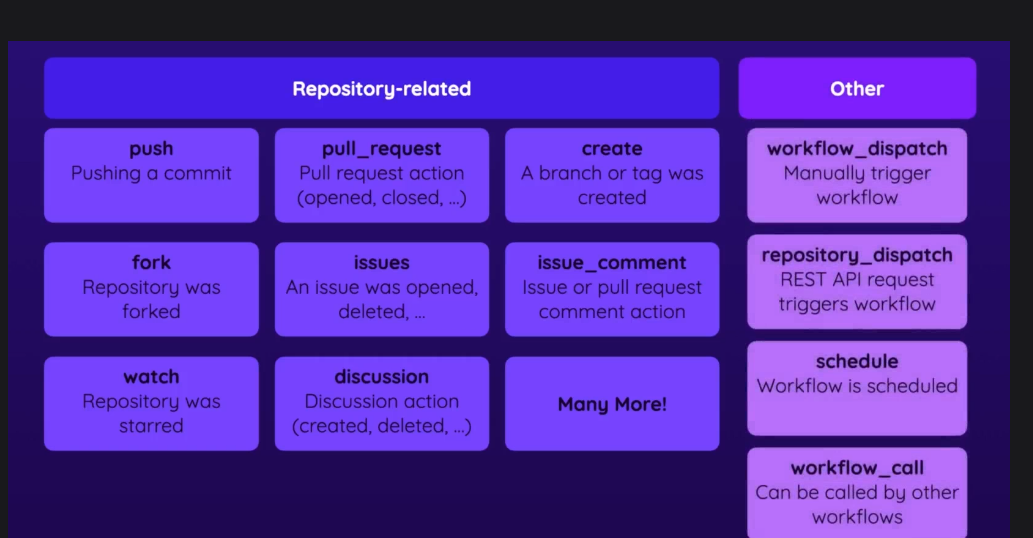 Repository-related
Other
push
Pushing a commit
pull_request
Pull request action
(opened, closed, ...)
create
A branch or tag was
created
workflow_dispatch
Manually trigger
workflow
fork
Repository was
forked
issues
An issue was opened,
deleted, ...
issue_comment
Issue or pull request
comment action
repository_dispatch
REST API request
triggers workflow
watch
Repository was
starred
discussion
Discussion action
(created, deleted, ...)
Many More!
schedule
Workflow is scheduled
workflow_call
Can be called by other
workflows